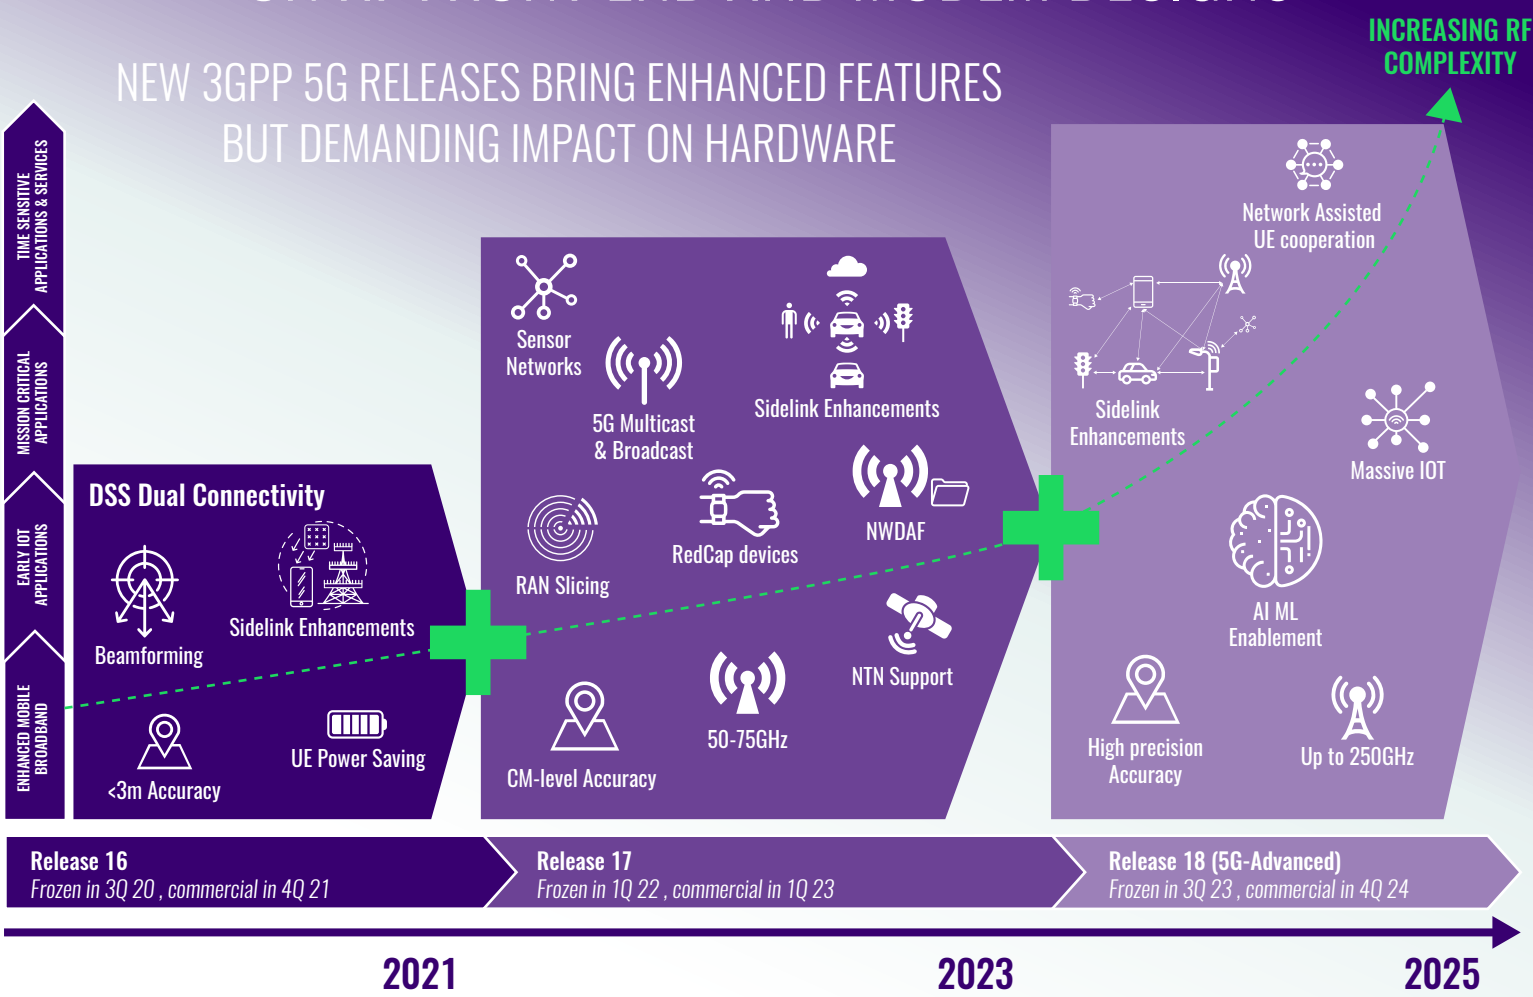 NEW 3GPP 5G RELEASES BRING ENHANCED FEATURES
BUT DEMANDING IMPACT ON HARDWARE
INCREASING RF
COMPLEXITY
TIME SENSITIVE
APPLICATIONS & SERVICES
MISSION CRITICAL
APPLICATIONS
EARLY IOT
APPLICATIONS
ENHANCED MOBILE
BROADBAND
DSS Dual Connectivity
Beamforming
Sidelink Enhancements
<3m Accuracy
UE Power Saving
Sensor
Networks
5G Multicast
& Broadcast
Sidelink Enhancements
RAN Slicing
RedCap devices
NWDAF
NTN Support
50-75GHz
CM-level Accuracy
Network Assisted
UE cooperation
Sidelink
Enhancements
Massive IOT
AI ML
Enablement
High precision
Accuracy
Up to 250GHz
Release 16
Frozen in 3Q 20 , commercial in 4Q 21
Release 17
Frozen in 1Q 22 , commercial in 1Q 23
Release 18 (5G-Advanced)
Frozen in 3Q 23 , commercial in 4Q 24
2021
2023
2025